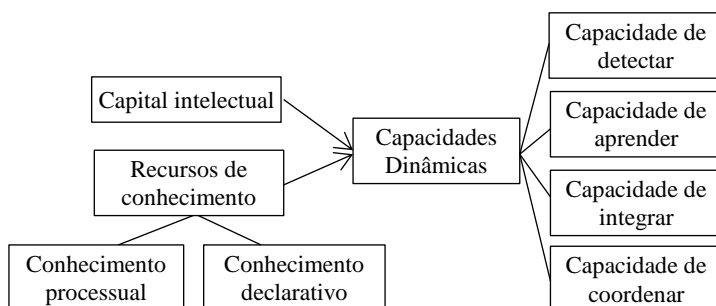 Capital intelectual
Recursos de
conhecimento
Conhecimento
processual
Conhecimento
declarativo
Capacidades
Dinâmicas
Capacidade de
detectar
Capacidade de
aprender
Capacidade de
integrar
Capacidade de
coordenar